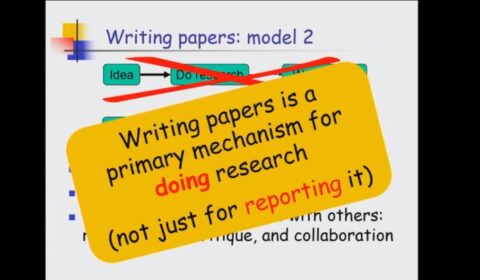 Writing papers: model 2
Idea Do research
Writing papers is a
primary mechanism for
doing research
(not just for reporting it)
with others:
and collaboration